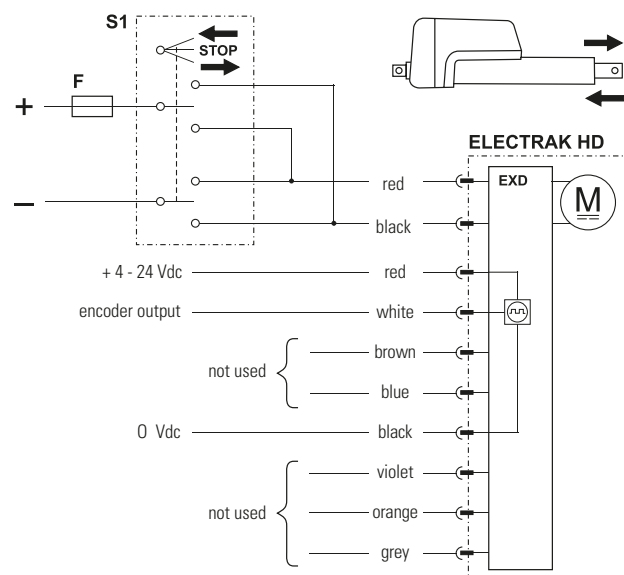 S1
STOP
F
+
−
ELECTRAK HD
EXD
M
red
black
+ 4 - 24 Vdc
red
encoder output
white
brown
not used
blue
0 Vdc
black
violet
not used
orange
grey